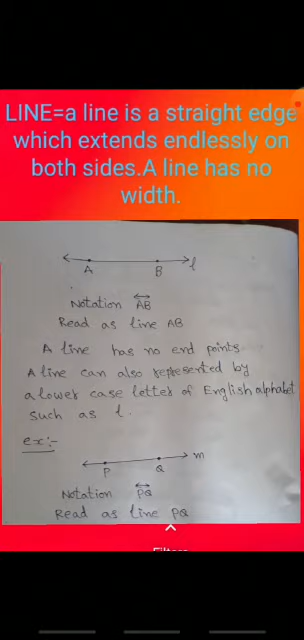 LINE=a line is a straight edge
which extends endlessly on
both sides.A line has no
width.
A B l
Notation AB
Read as line AB
A line has no end points
A line can also represented by
a lower case letter of English alphabet
such as l.
ex:-
P Q m
Notation PQ
Read as line PQ